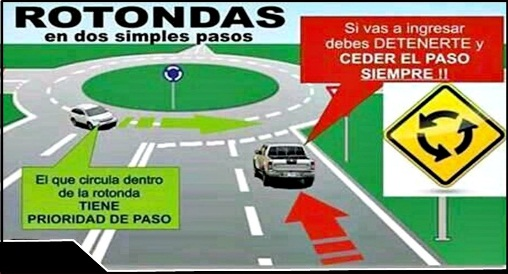 ROTONDAS
en dos simples pasos
Si vas a ingresar
debes DETENERTE y
CEDER EL PASO
SIEMPRE !!
El que circula dentro
de la rotonda
TIENE
PRIORIDAD DE PASO